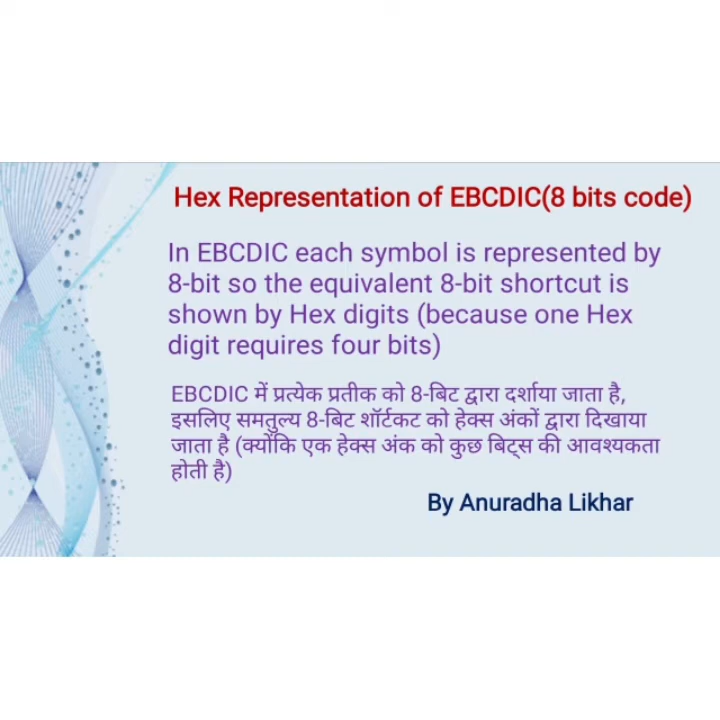 Hex Representation of EBCDIC(8 bits code)
In EBCDIC each symbol is represented by
8-bit so the equivalent 8-bit shortcut is
shown by Hex digits (because one Hex
digit requires four bits)
EBCDIC में प्रत्येक प्रतीक को 8-बिट द्वारा दर्शाया जाता है,
इसलिए समतुल्य 8-बिट शॉर्टकट को हेक्स अंकों द्वारा दिखाया
जाता है (क्योंकि एक हेक्स अंक को कुछ बिट्स की आवश्यकता
होती है)
By Anuradha Likhar